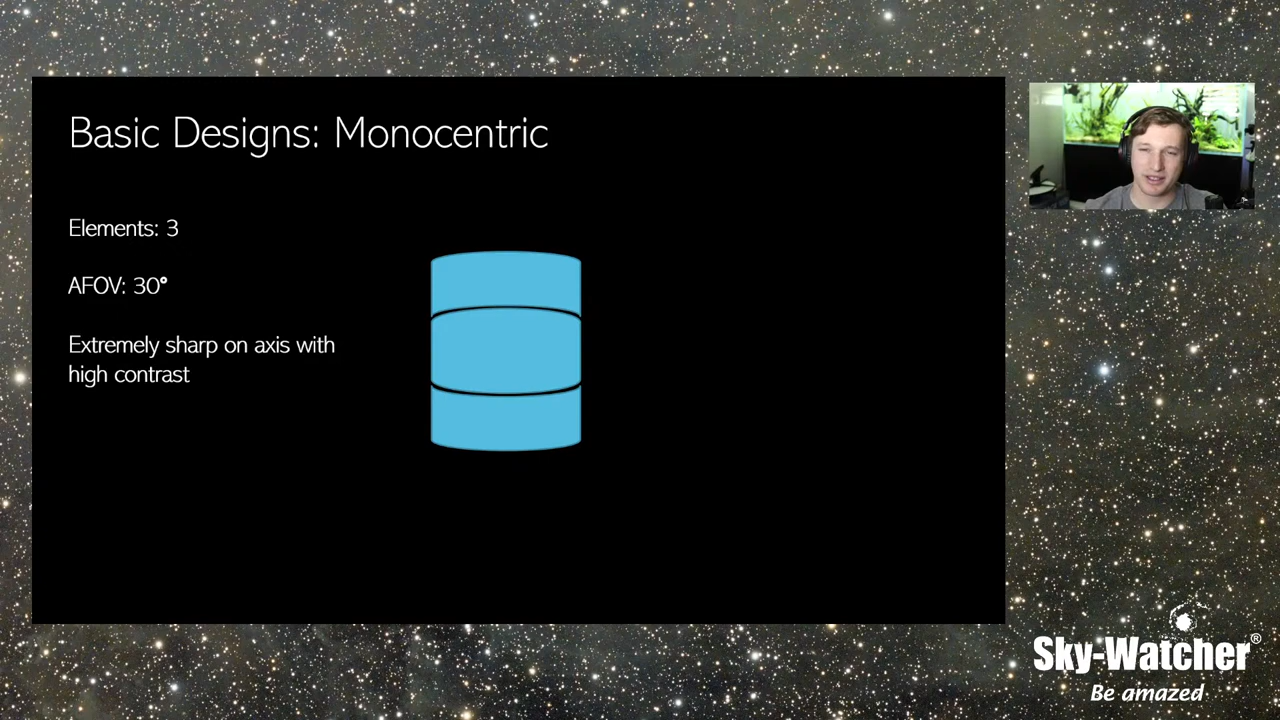 Basic Designs: Monocentric
Elements: 3
AFOV: 30°
Extremely sharp on axis with
high contrast
Sky-Watcher®
Be amazed